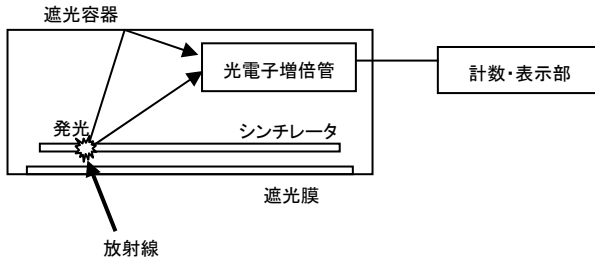 遮光容器
光電子増倍管
計数・表示部
発光
シンチレータ
遮光膜
放射線